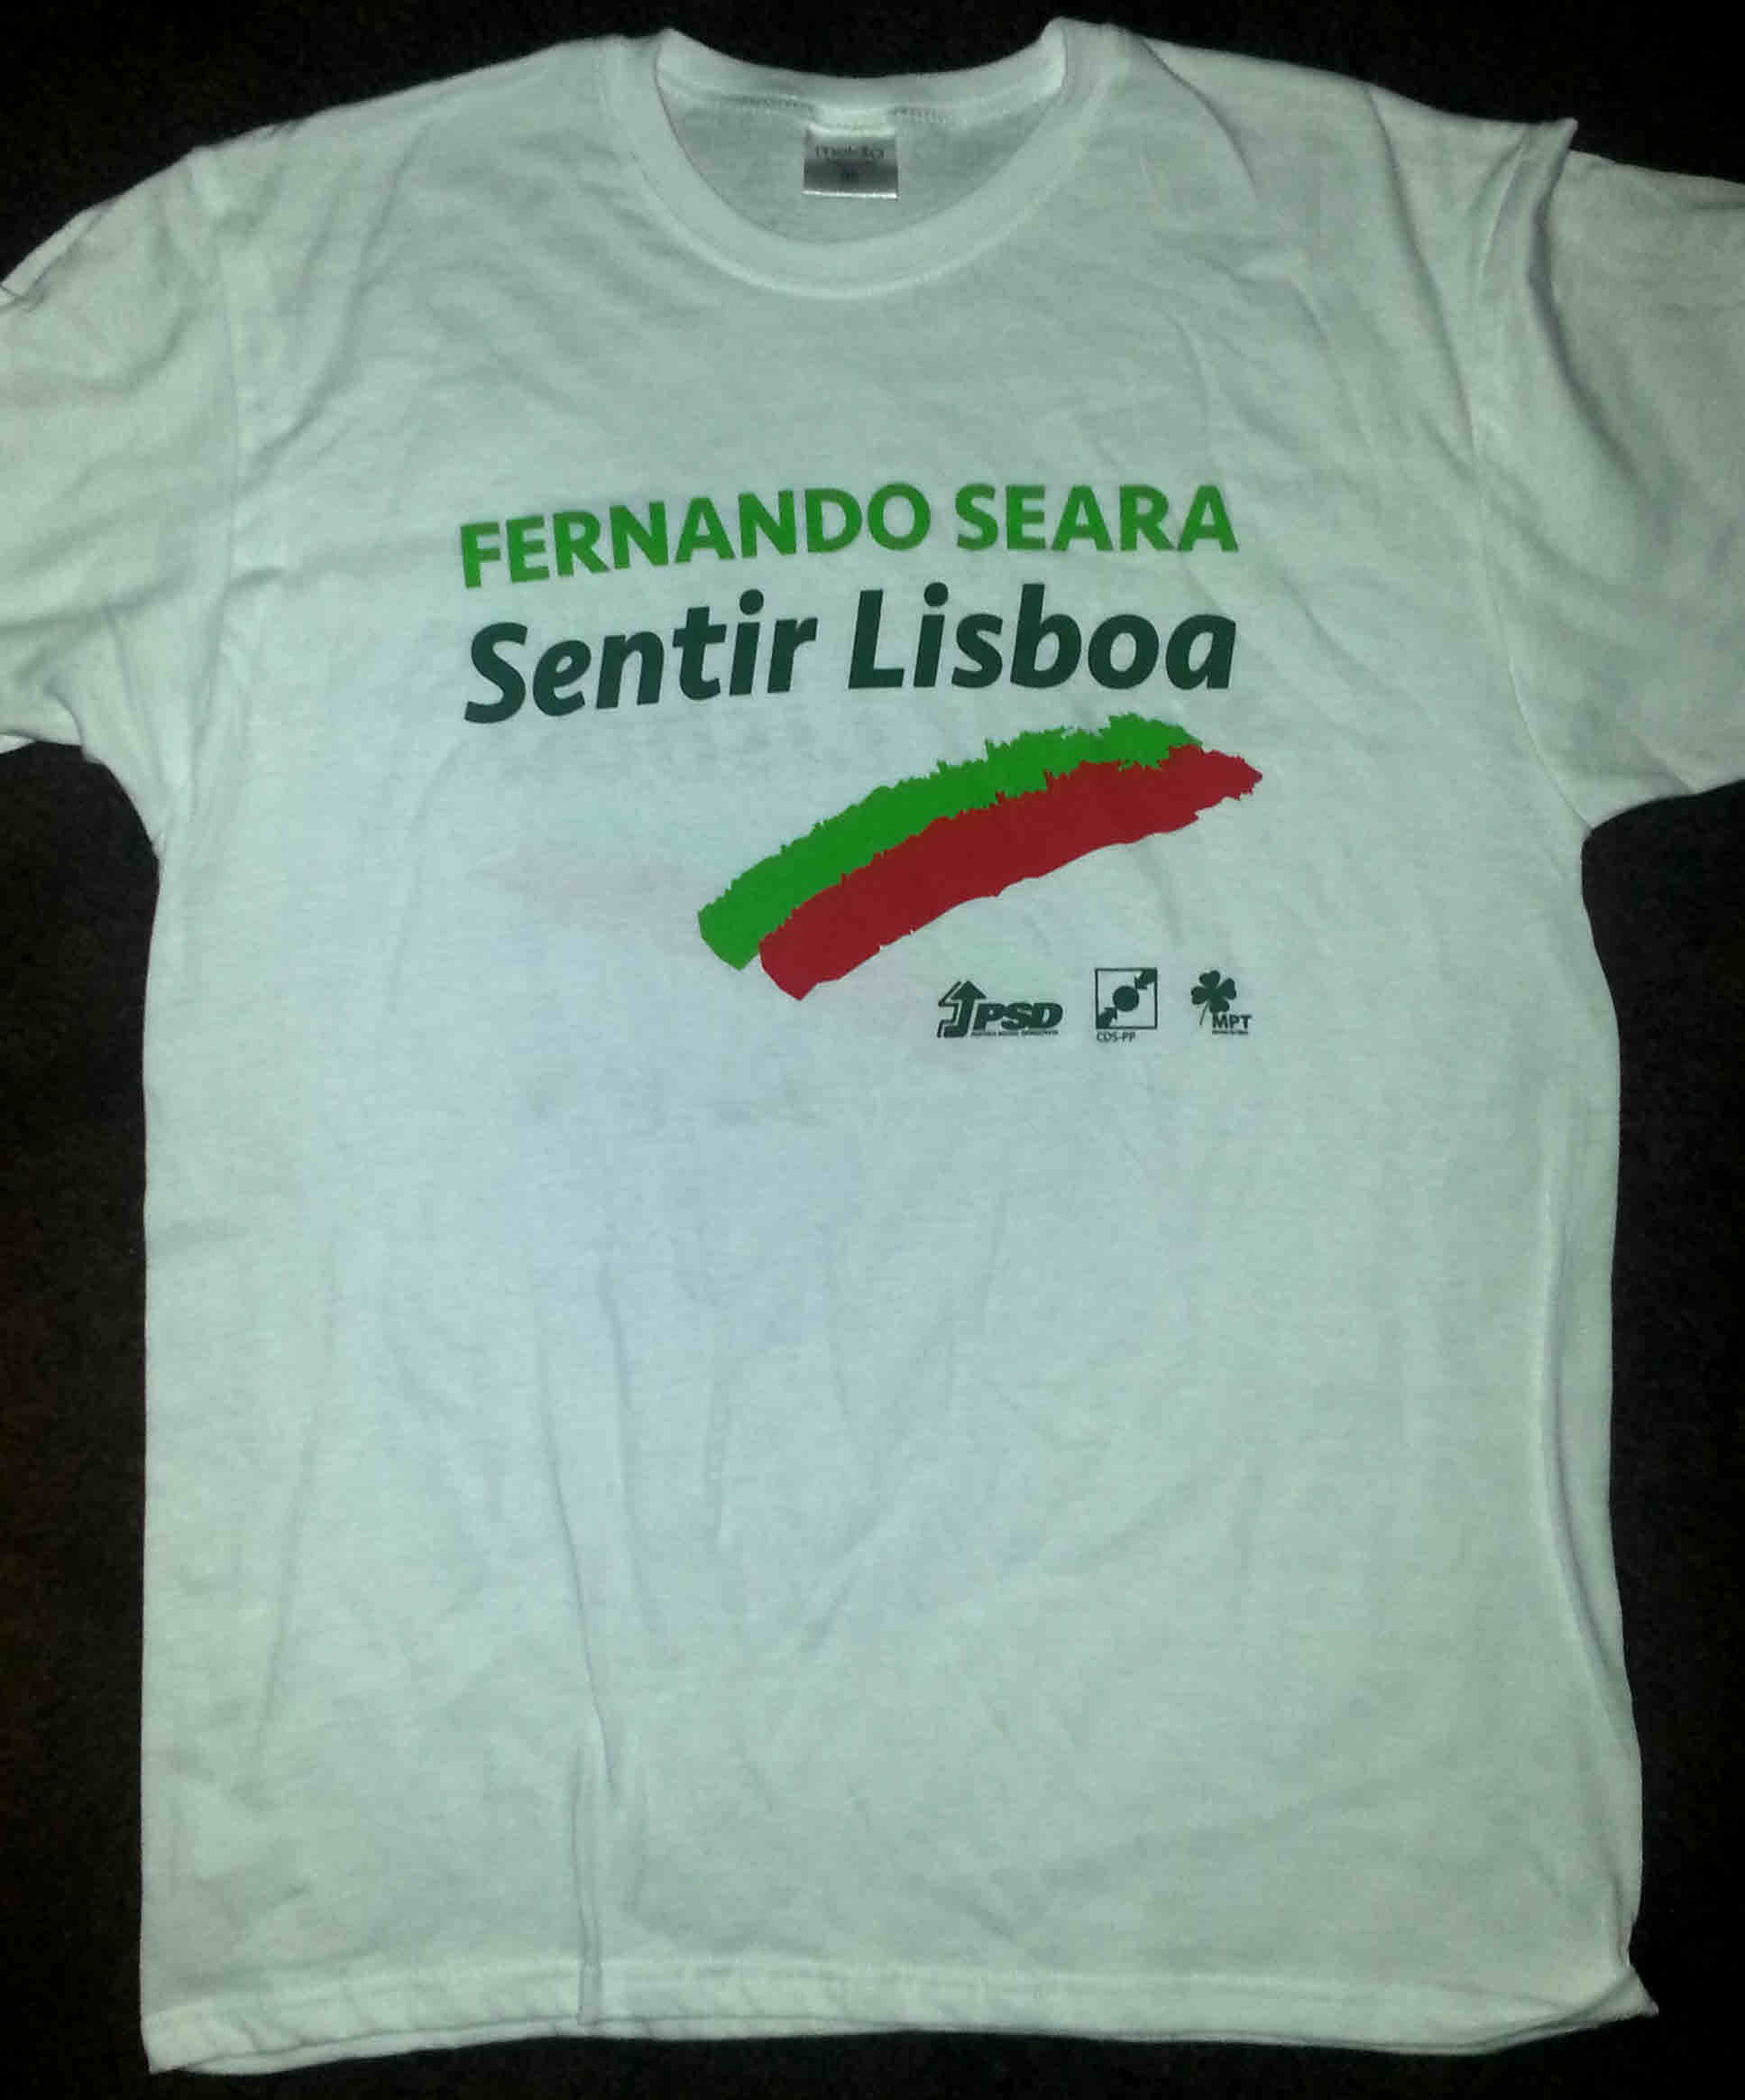 FERNANDO SEARA
Sentir Lisboa
PSD
CDS-PP
MPT